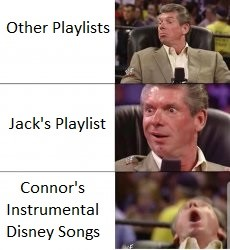 Other Playlists
Jack's Playlist
Connor's
Instrumental
Disney Songs